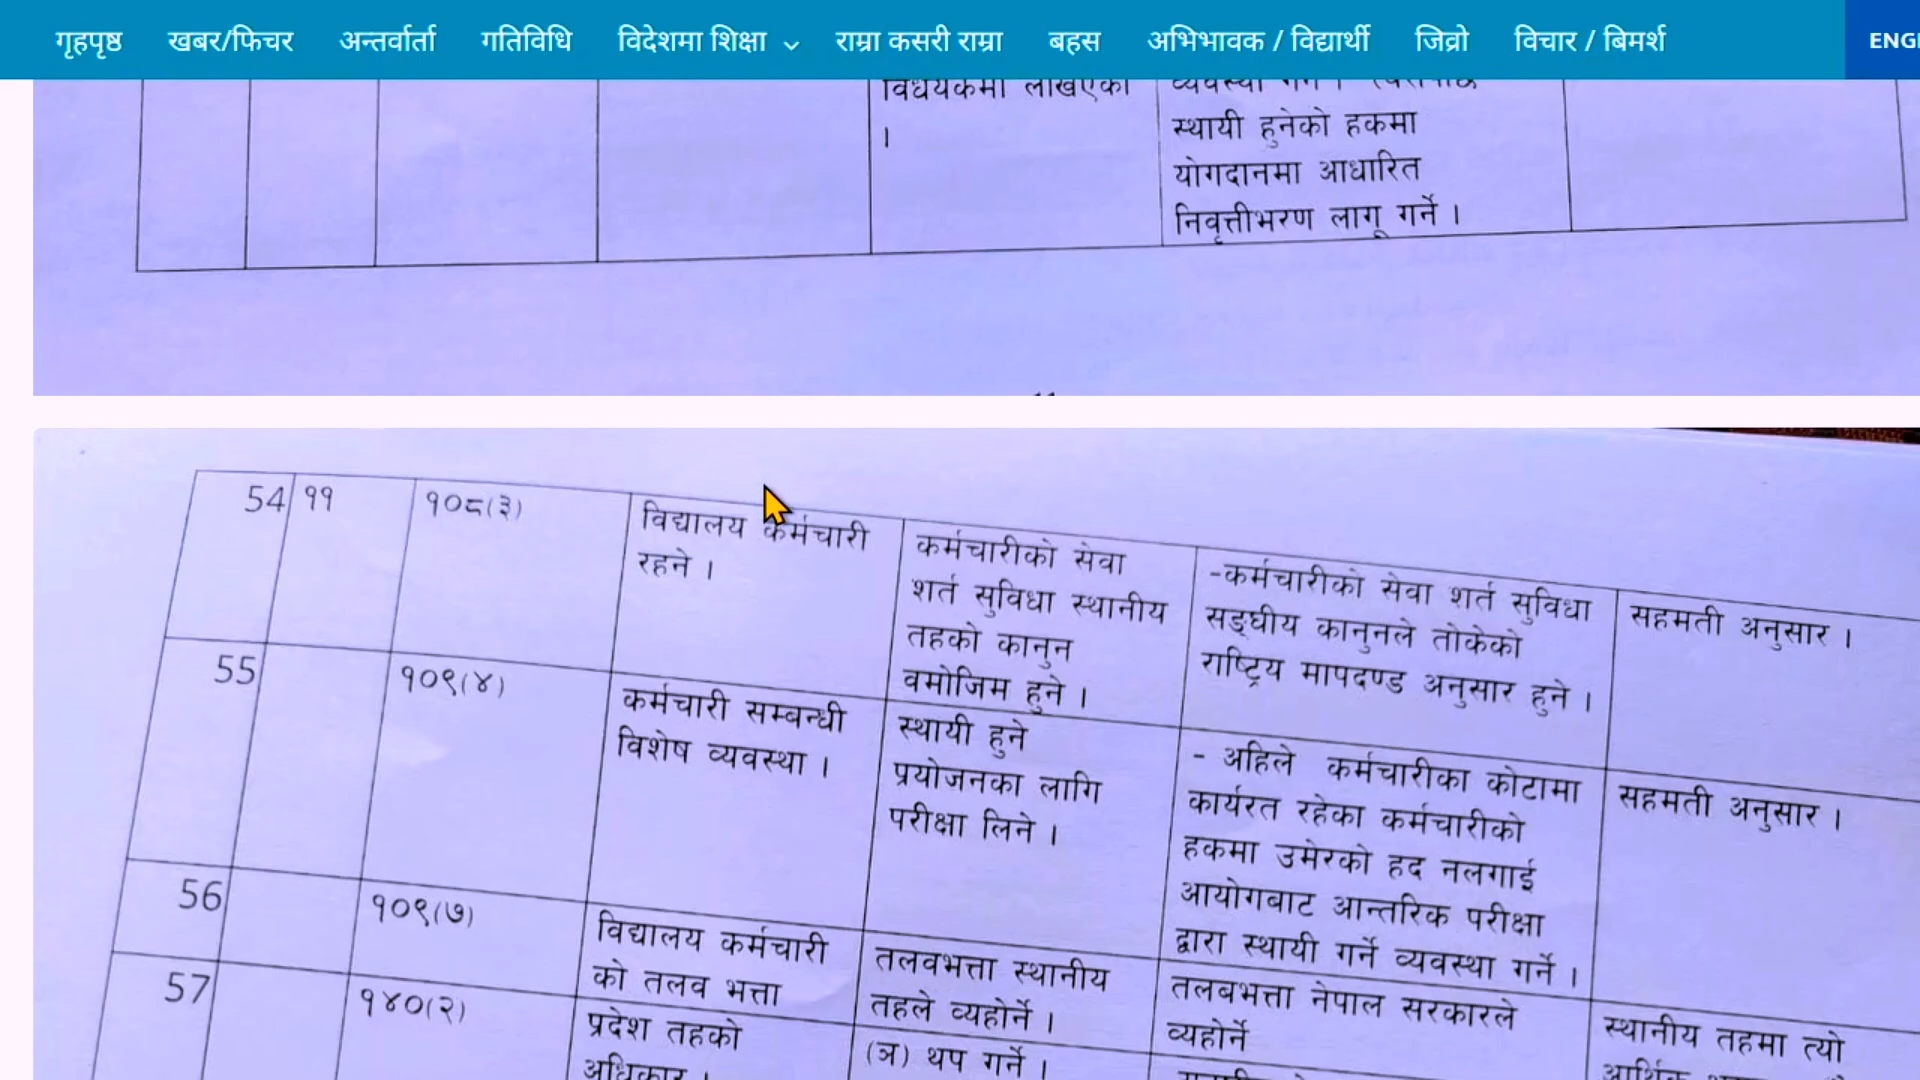 गृहपृष्ठ खबर/फिचर अन्तर्वार्ता गतिविधि विदेशमा शिक्षा राम्रा कसरी राम्रा बहस अभिभावक / विद्यार्थी जिव्रो विचार / बिमर्श
विधेयकमा लेखिएको
।
व्यवस्था गर्ने ।
स्थायी हुनेको हकमा
योगदानमा आधारित
निवृत्तीभरण लागू गर्ने ।
54 ११ १०८(३)
विद्यालय कर्मचारी
रहने ।
कर्मचारीको सेवा
शर्त सुविधा स्थानीय
तहको कानुन
वमोजिम हुने ।
-कर्मचारीको सेवा शर्त सुविधा
सङ्घीय कानुनले तोकेको
राष्ट्रिय मापदण्ड अनुसार हुने ।
सहमती अनुसार ।
55 १०९(४)
कर्मचारी सम्बन्धी
विशेष व्यवस्था ।
स्थायी हुने
प्रयोजनका लागि
परीक्षा लिने ।
- अहिले कर्मचारीका कोटामा
कार्यरत रहेका कर्मचारीको
हकमा उमेरको हद नलगाई
आयोगबाट आन्तरिक परीक्षा
द्वारा स्थायी गर्ने व्यवस्था गर्ने ।
सहमती अनुसार ।
56 १०९(७)
विद्यालय कर्मचारी
को तलव भत्ता
तलवभत्ता स्थानीय
तहले व्यहोर्ने ।
तलबभत्ता नेपाल सरकारले
व्यहोर्ने
स्थानीय तहमा त्यो
57 १४०(२)
प्रदेश तहको
अधिकार ।
(ञ) थप गर्ने ।